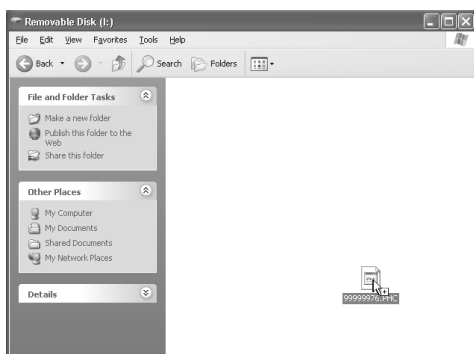 Removable Disk (I:)
File Edit View Favorites Tools Help
Back Search Folders
File and Folder Tasks
Make a new folder
Publish this folder to the
Web
Share this folder
Other Places
My Computer
My Documents
Shared Documents
My Network Places
Details
99999976.PHC